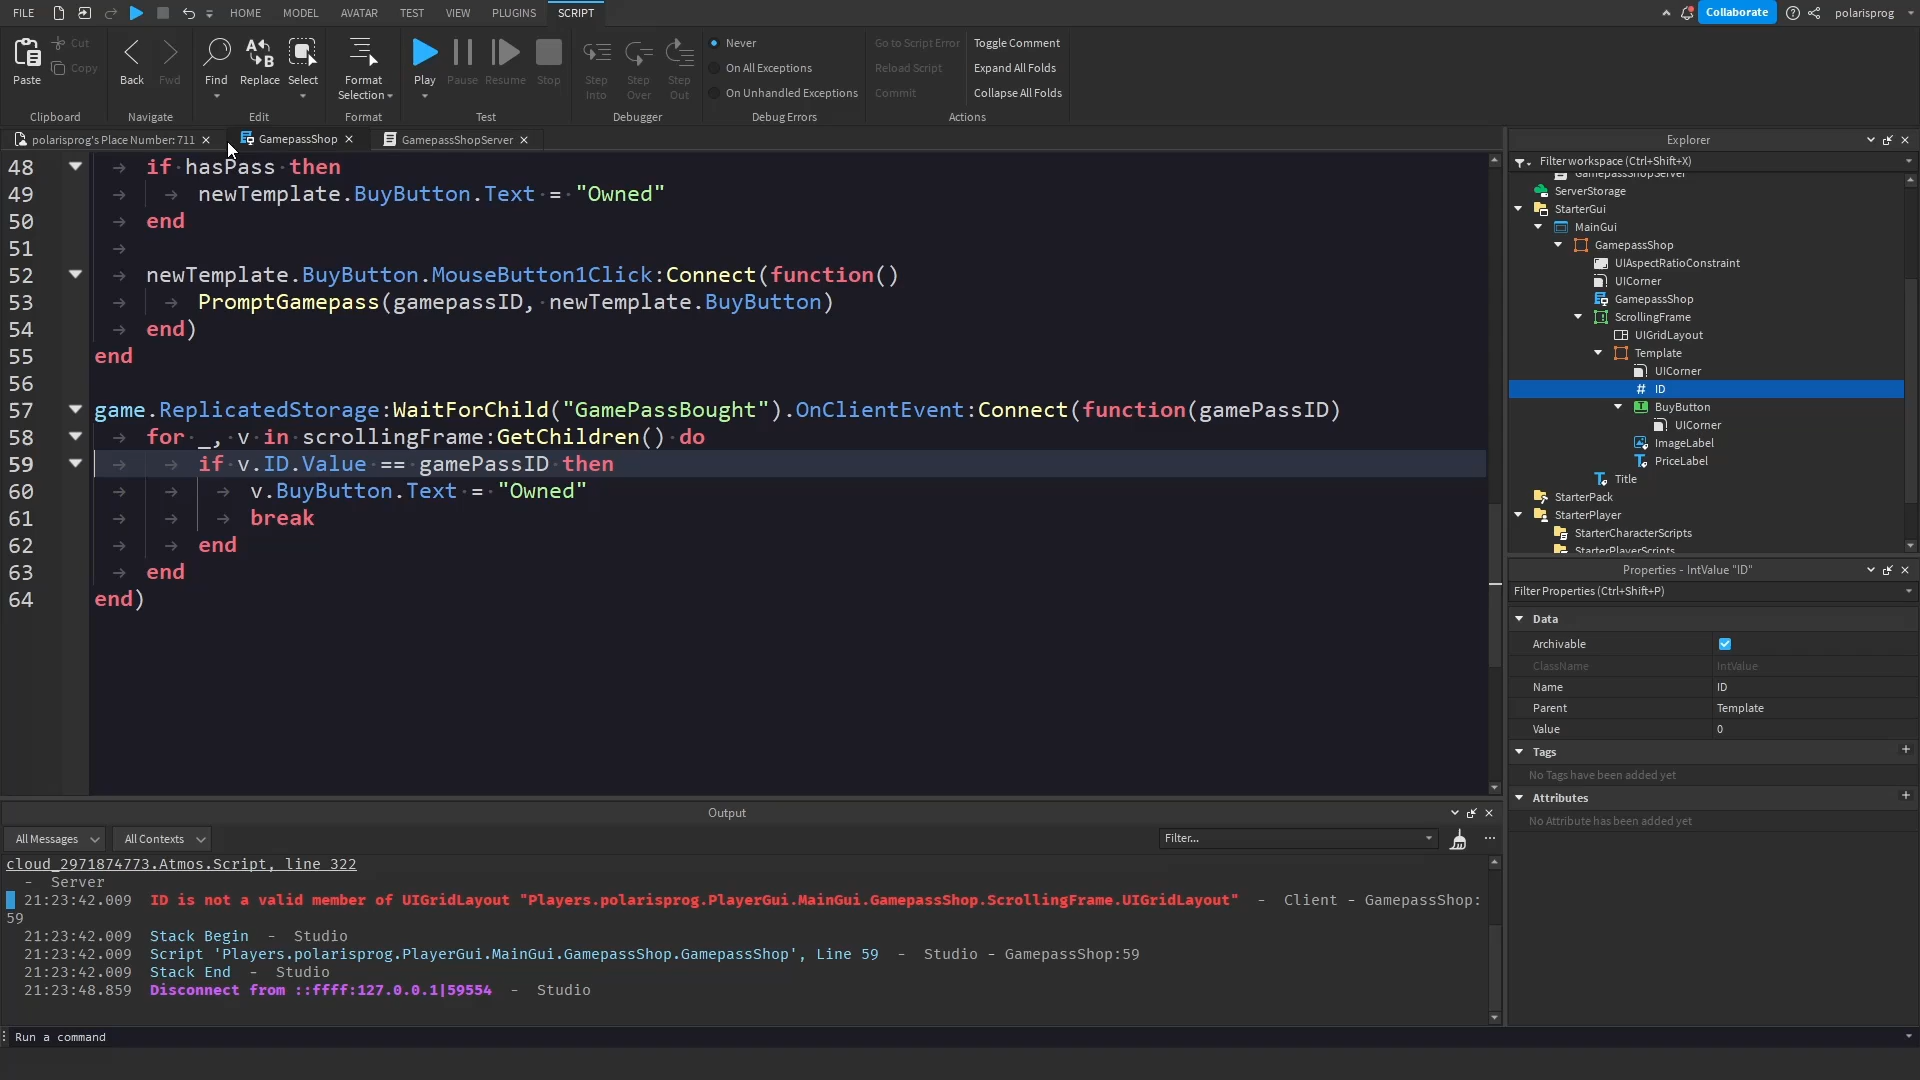 FILE HOME MODEL AVATAR TEST VIEW PLUGINS SCRIPT Collaborate polarisprog
Paste Cut Copy Back Fwd Find Replace Select Format Selection Play Pause Resume Stop Step Into Step Over Step Out
Never Go to Script Error Toggle Comment
On All Exceptions Reload Script Expand All Folds
On Unhandled Exceptions Commit Collapse All Folds
Clipboard Navigate Edit Format Test Debugger Debug Errors Actions
polarisprog's Place Number: 711 GamepassShop GamepassShopServer
48 if hasPass then
49 newTemplate.BuyButton.Text = "Owned"
50 end
51
52 newTemplate.BuyButton.MouseButton1Click:Connect(function()
53 PromptGamepass(gamepassID, newTemplate.BuyButton)
54 end)
55 end
56
57 game.ReplicatedStorage:WaitForChild("GamePassBought").OnClientEvent:Connect(function(gamePassID)
58 for _, v in scrollingFrame:GetChildren() do
59 if v.ID.Value == gamePassID then
60 v.BuyButton.Text = "Owned"
61 break
62 end
63 end
64 end)
Explorer
Filter workspace (Ctrl+Shift+X)
GamepassShopServer
ServerStorage
StarterGui
MainGui
GamepassShop
UIAspectRatioConstraint
UICorner
GamepassShop
ScrollingFrame
UIGridLayout
Template
UICorner
# ID
BuyButton
UICorner
ImageLabel
PriceLabel
Title
StarterPack
StarterPlayer
StarterCharacterScripts
StarterPlayerScripts
Properties - IntValue "ID"
Filter Properties (Ctrl+Shift+P)
Data
Archivable
ClassName IntValue
Name ID
Parent Template
Value 0
Tags +
No Tags have been added yet
Attributes +
No Attribute has been added yet
Output
All Messages All Contexts Filter...
cloud_2971874773.Atmos.Script, line 322
- Server
21:23:42.009 ID is not a valid member of UIGridLayout "Players.polarisprog.PlayerGui.MainGui.GamepassShop.ScrollingFrame.UIGridLayout" - Client - GamepassShop:
59
21:23:42.009 Stack Begin - Studio
21:23:42.009 Script 'Players.polarisprog.PlayerGui.MainGui.GamepassShop.GamepassShop', Line 59 - Studio - GamepassShop:59
21:23:42.009 Stack End - Studio
21:23:48.859 Disconnect from ::ffff:127.0.0.1|59554 - Studio
Run a command